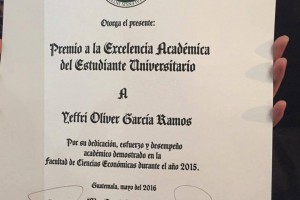 Otorga el presente:
Premio a la Excelencia Académica
del Estudiante Universitario
A
Yeffri Oliver García Ramos
Por su dedicación, esfuerzo y desempeño
académico demostrado en la
Facultad de Ciencias Económicas durante el año 2015.
Guatemala, mayo del 2016